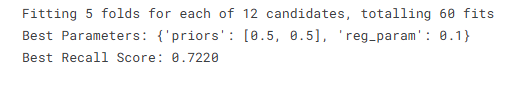 Fitting 5 folds for each of 12 candidates, totalling 60 fits
Best Parameters: {'priors': [0.5, 0.5], 'reg_param': 0.1}
Best Recall Score: 0.7220